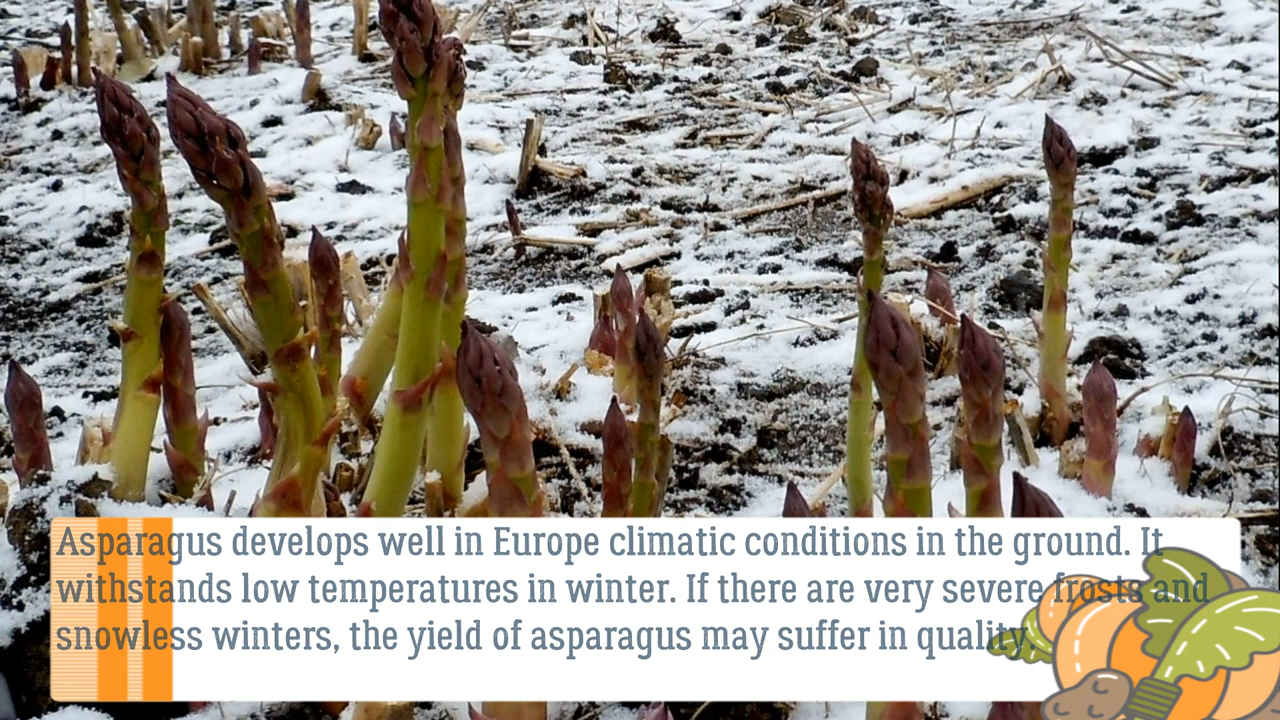 Asparagus develops well in Europe climatic conditions in the ground. It
withstands low temperatures in winter. If there are very severe frosts and
snowless winters, the yield of asparagus may suffer in quality.